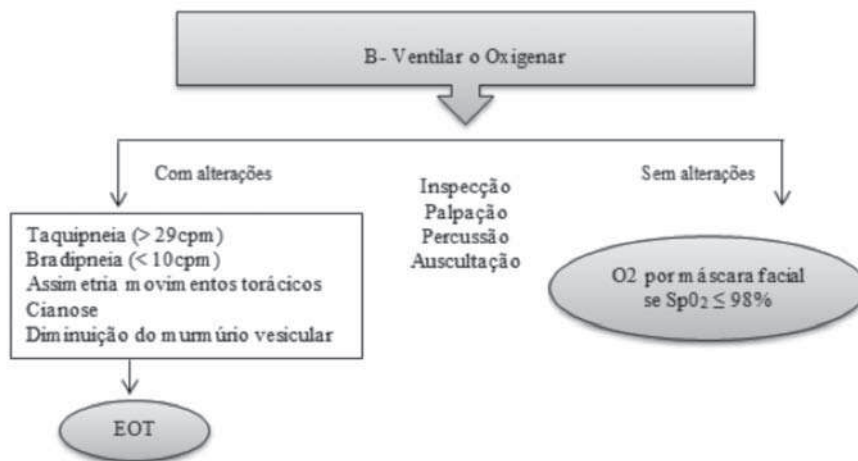 B- Ventilar o Oxigenar
Com alterações
Sem alterações
Inspecção
Palpação
Percussão
Auscultação
Taquipneia (> 29cpm)
Bradipneia (< 10cpm)
Assimetria movimentos torácicos
Cianose
Diminuição do murmúrio vesicular
O2 por máscara facial
se Sp0₂ ≤ 98%
EOT